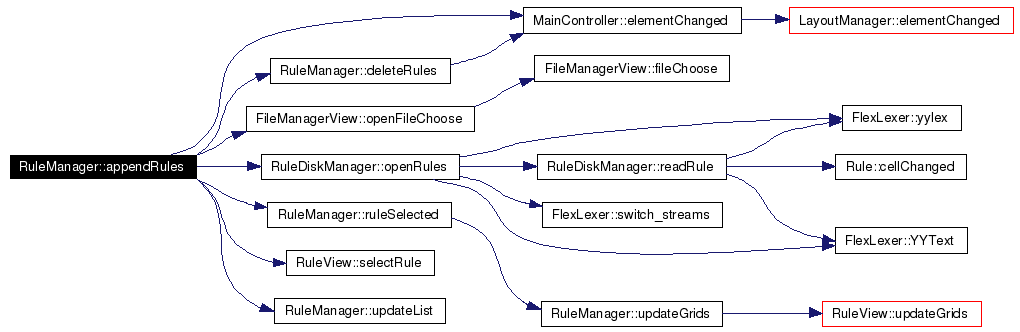 MainController::elementChanged
LayoutManager::elementChanged
RuleManager::deleteRules
FileManagerView::fileChoose
FileManagerView::openFileChoose
FlexLexer::yylex
RuleManager::appendRules
RuleDiskManager::openRules
RuleDiskManager::readRule
Rule::cellChanged
RuleManager::ruleSelected
FlexLexer::switch_streams
FlexLexer::YYText
RuleView::selectRule
RuleManager::updateList
RuleManager::updateGrids
RuleView::updateGrids